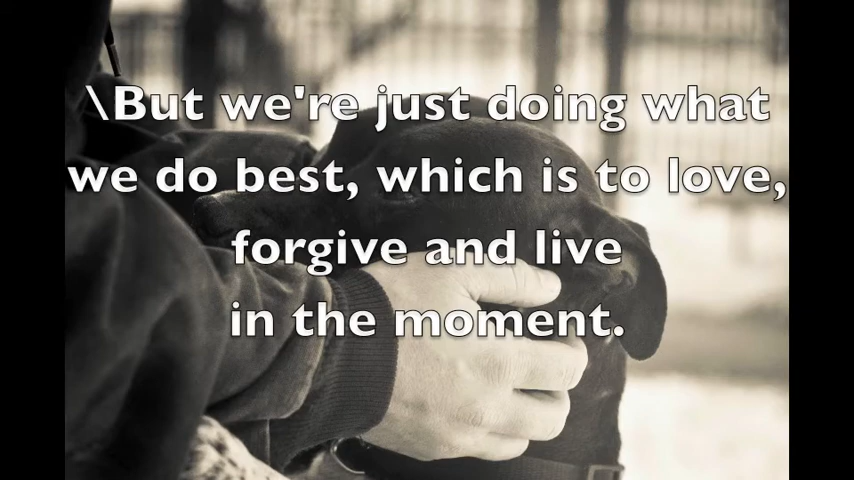 \But we're just doing what
we do best, which is to love,
forgive and live
in the moment.